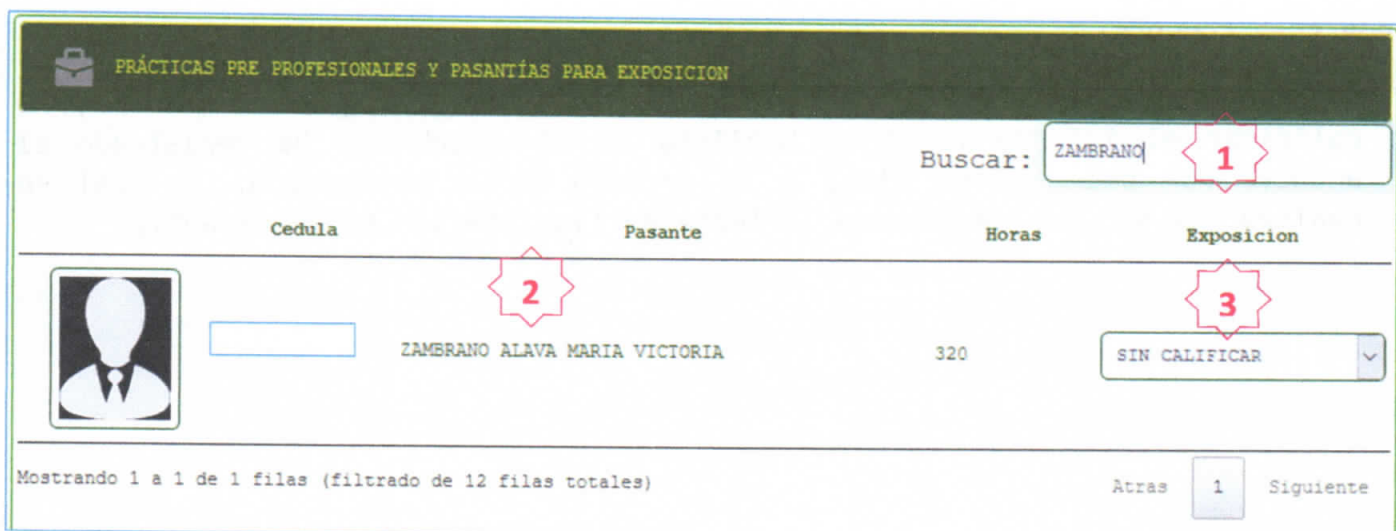 PRÁCTICAS PRE PROFESIONALES Y PASANTÍAS PARA EXPOSICION
Buscar: ZAMBRANO 1
Cedula Pasante Horas Exposicion
2 3
ZAMBRANO ALAVA MARIA VICTORIA 320 SIN CALIFICAR
Mostrando 1 a 1 de 1 filas (filtrado de 12 filas totales) Atras 1 Siguiente